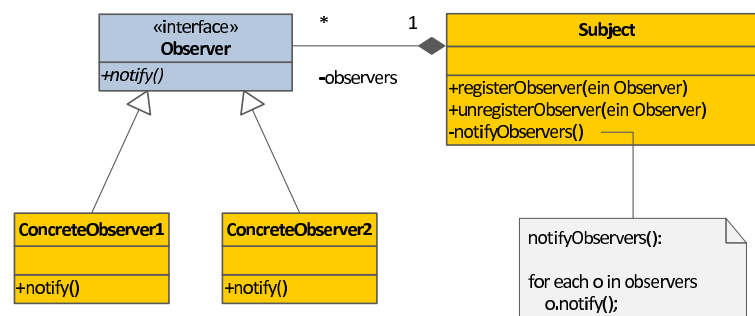 «interface»
Observer
+notify()
*
1
-observers
Subject
+registerObserver(ein Observer)
+unregisterObserver(ein Observer)
-notifyObservers()
ConcreteObserver1
+notify()
ConcreteObserver2
+notify()
notifyObservers():
for each o in observers
o.notify();